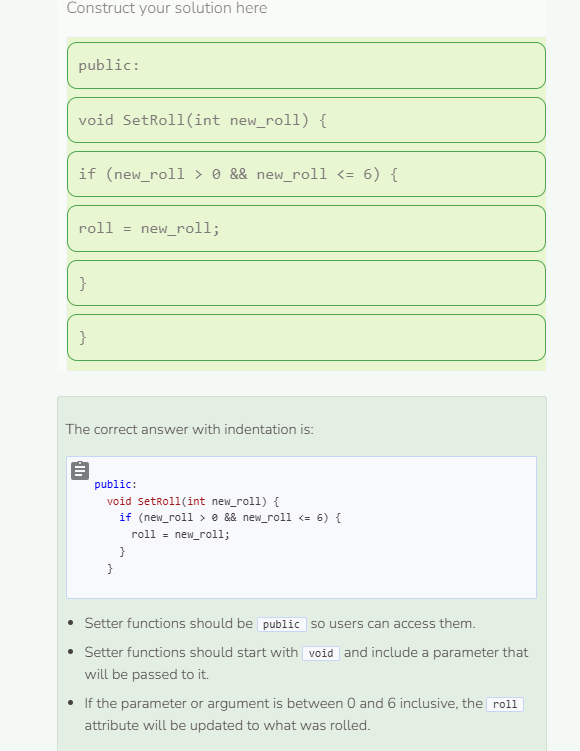 Construct your solution here
public:
void SetRoll(int new_roll) {
if (new_roll > 0 && new_roll <= 6) {
roll = new_roll;
}
}
The correct answer with indentation is:
public:
  void SetRoll(int new_roll) {
    if (new_roll > 0 && new_roll <= 6) {
      roll = new_roll;
    }
  }
• Setter functions should be public so users can access them.
• Setter functions should start with void and include a parameter that
will be passed to it.
• If the parameter or argument is between 0 and 6 inclusive, the roll
attribute will be updated to what was rolled.